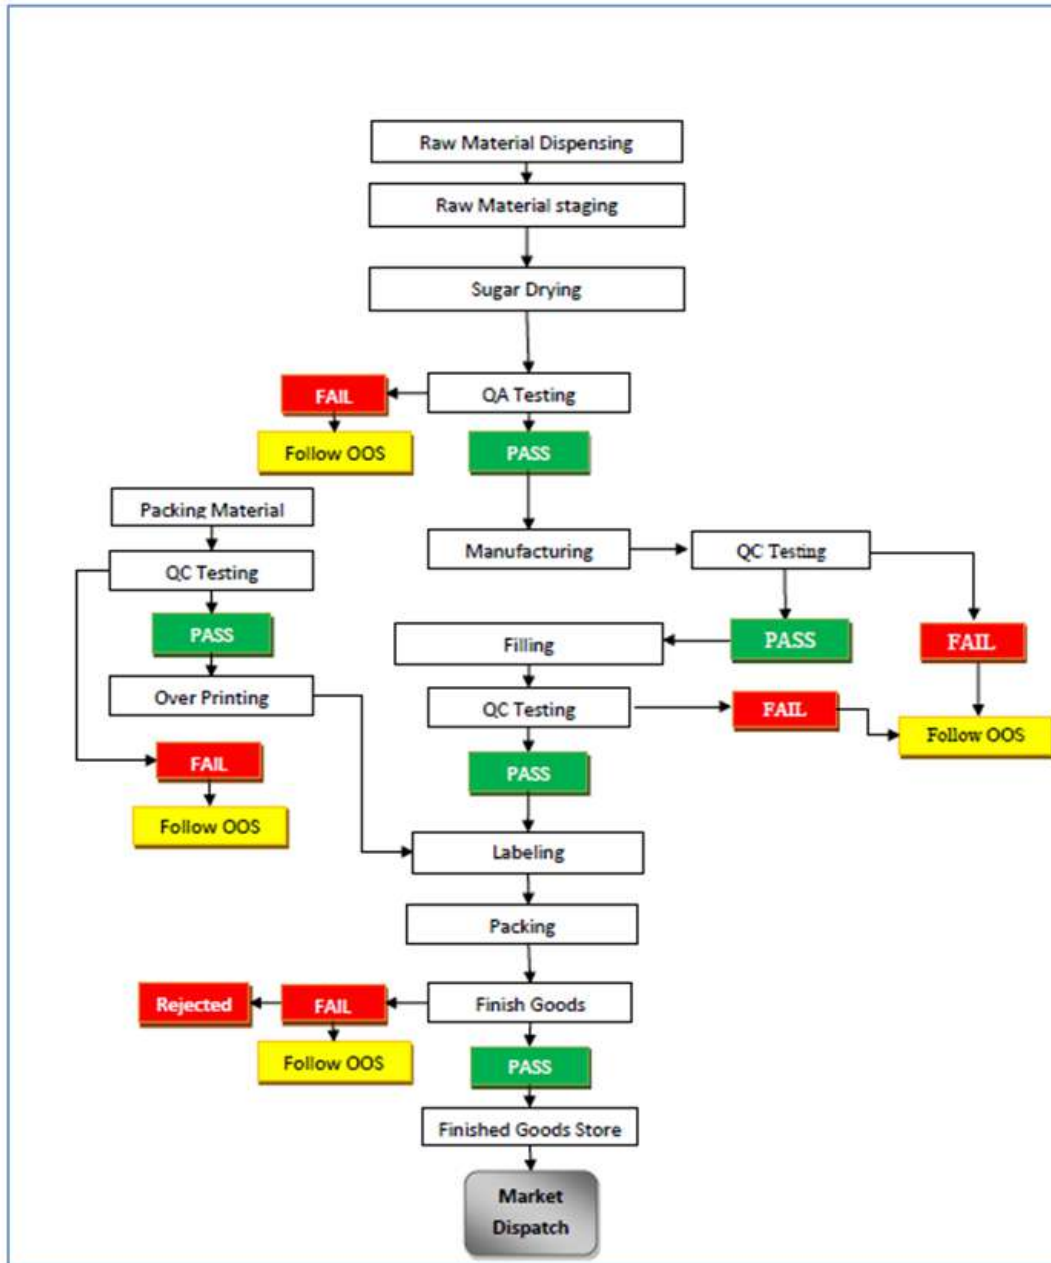 Raw Material Dispensing
Raw Material staging
Sugar Drying
FAIL
QA Testing
Follow OOS
PASS
Packing Material
Manufacturing
QC Testing
QC Testing
PASS
Filling
PASS
FAIL
Over Printing
QC Testing
FAIL
Follow OOS
FAIL
PASS
Follow OOS
Labeling
Packing
Rejected
FAIL
Finish Goods
Follow OOS
PASS
Finished Goods Store
Market
Dispatch